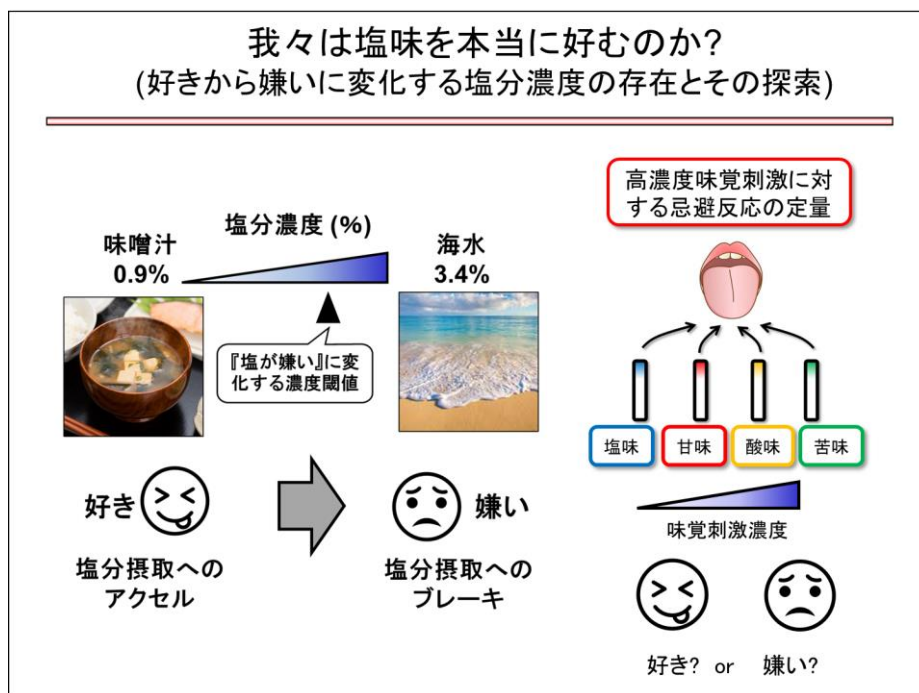 我々は塩味を本当に好むのか?
(好きから嫌いに変化する塩分濃度の存在とその探索)
塩分濃度 (%)
味噌汁
0.9%
海水
3.4%
『塩が嫌い』に変
化する濃度閾値
好き
嫌い
塩分摂取への
アクセル
塩分摂取への
ブレーキ
高濃度味覚刺激に対
する忌避反応の定量
塩味
甘味
酸味
苦味
味覚刺激濃度
好き? or 嫌い?